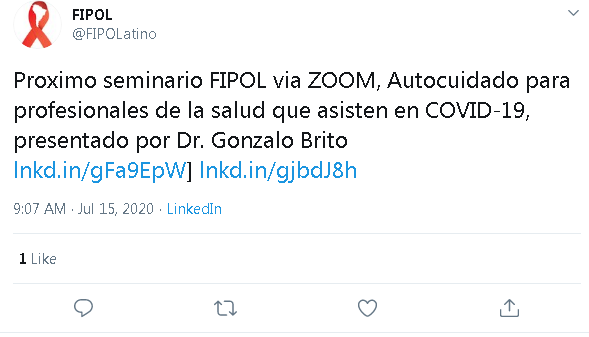 FIPOL
@FIPOLatino
Proximo seminario FIPOL via ZOOM, Autocuidado para
profesionales de la salud que asisten en COVID-19,
presentado por Dr. Gonzalo Brito
lnkd.in/gFa9EpW] lnkd.in/gjbdJ8h
9:07 AM · Jul 15, 2020 · LinkedIn
1 Like